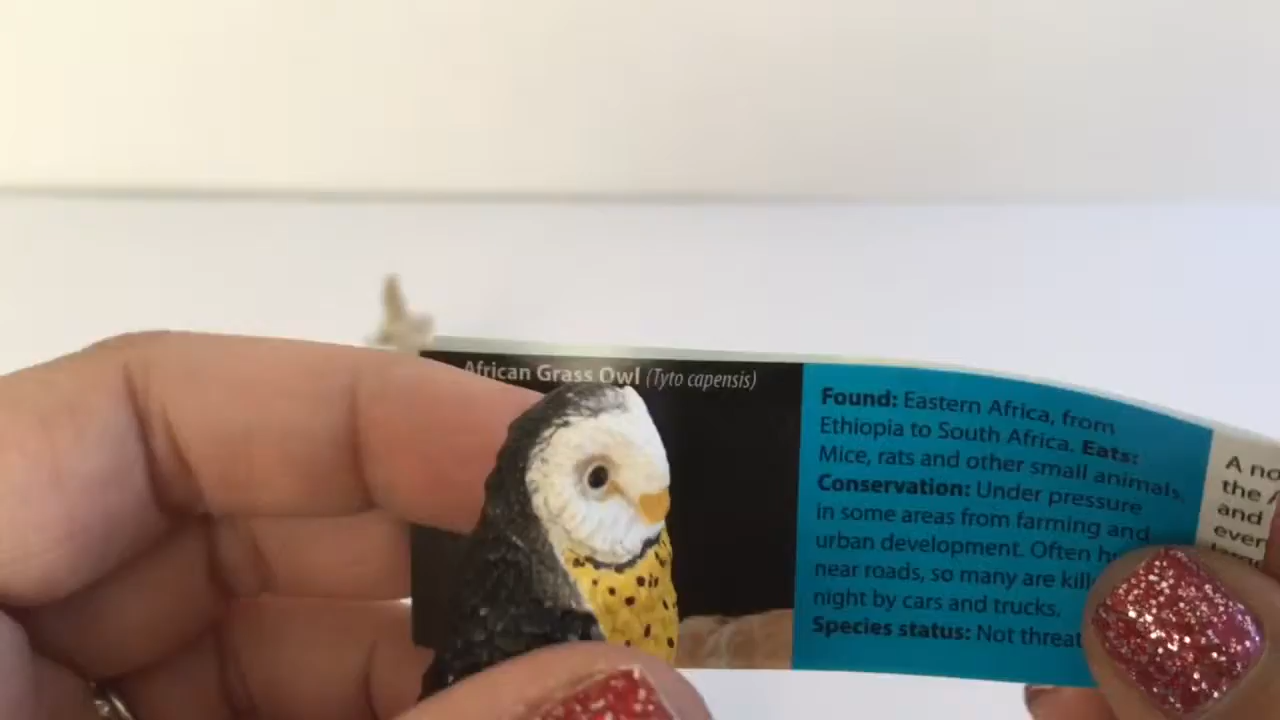 African Grass Owl (Tyto capensis)
Found: Eastern Africa, from
Ethiopia to South Africa. Eats:
Mice, rats and other small animals.
Conservation: Under pressure
in some areas from farming and
urban development. Often
near roads, so many are
night by cars and trucks.
Species status: Not
A
the
and